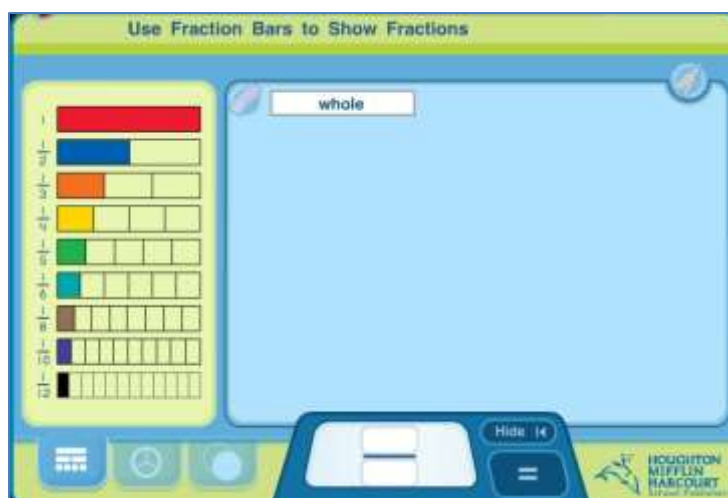 Use Fraction Bars to Show Fractions
whole
1
1/2
1/3
1/4
1/5
1/6
1/8
1/10
1/12
Hide
=
HOUGHTON
MIFFLIN
HARCOURT